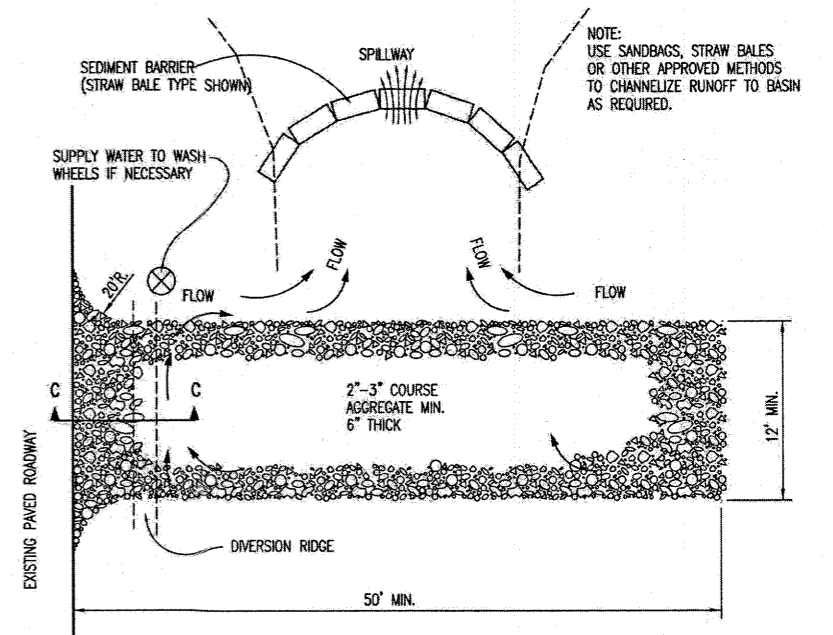 SPILLWAY
NOTE:
USE SANDBAGS, STRAW BALES
OR OTHER APPROVED METHODS
TO CHANNELIZE RUNOFF TO BASIN
AS REQUIRED.
SEDIMENT BARRIER
(STRAW BALE TYPE SHOWN)
SUPPLY WATER TO WASH
WHEELS IF NECESSARY
20'R.
FLOW
FLOW
FLOW
FLOW
C
C
2"-3" COURSE
AGGREGATE MIN.
6" THICK
12' MIN.
EXISTING PAVED ROADWAY
DIVERSION RIDGE
50' MIN.